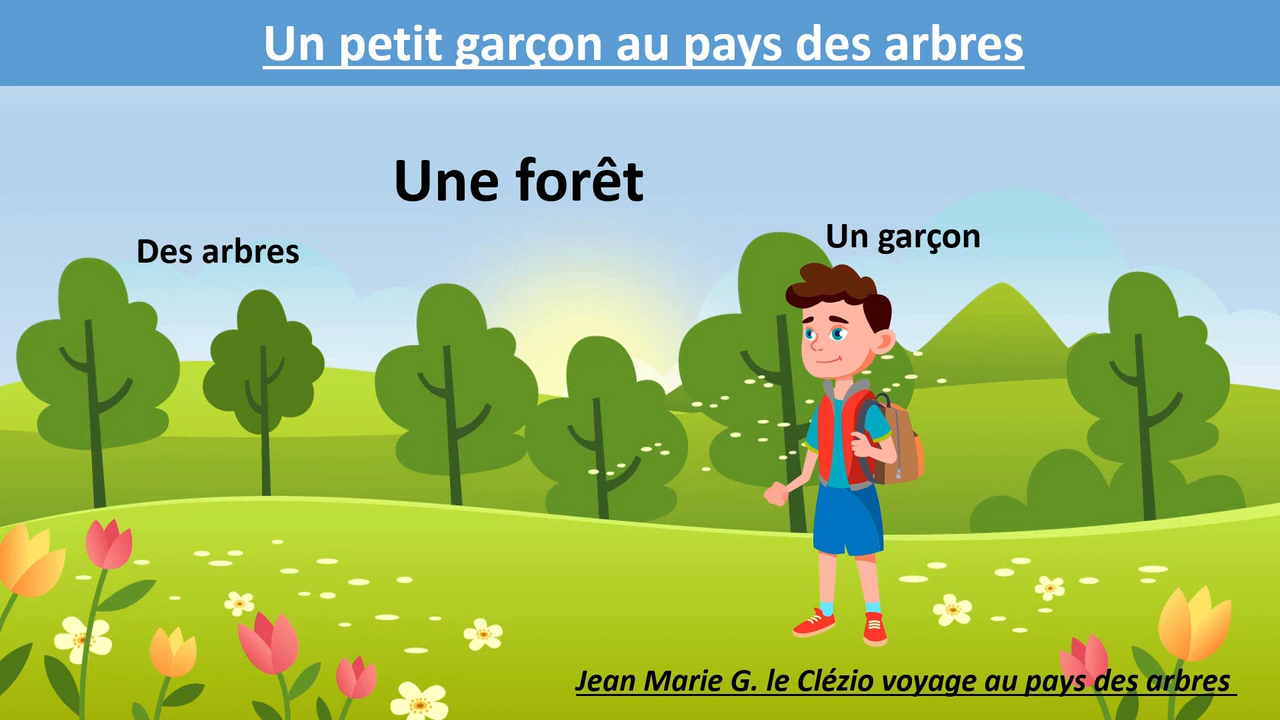 Un petit garçon au pays des arbres
Une forêt
Des arbres
Un garçon
Jean Marie G. le Clézio voyage au pays des arbres